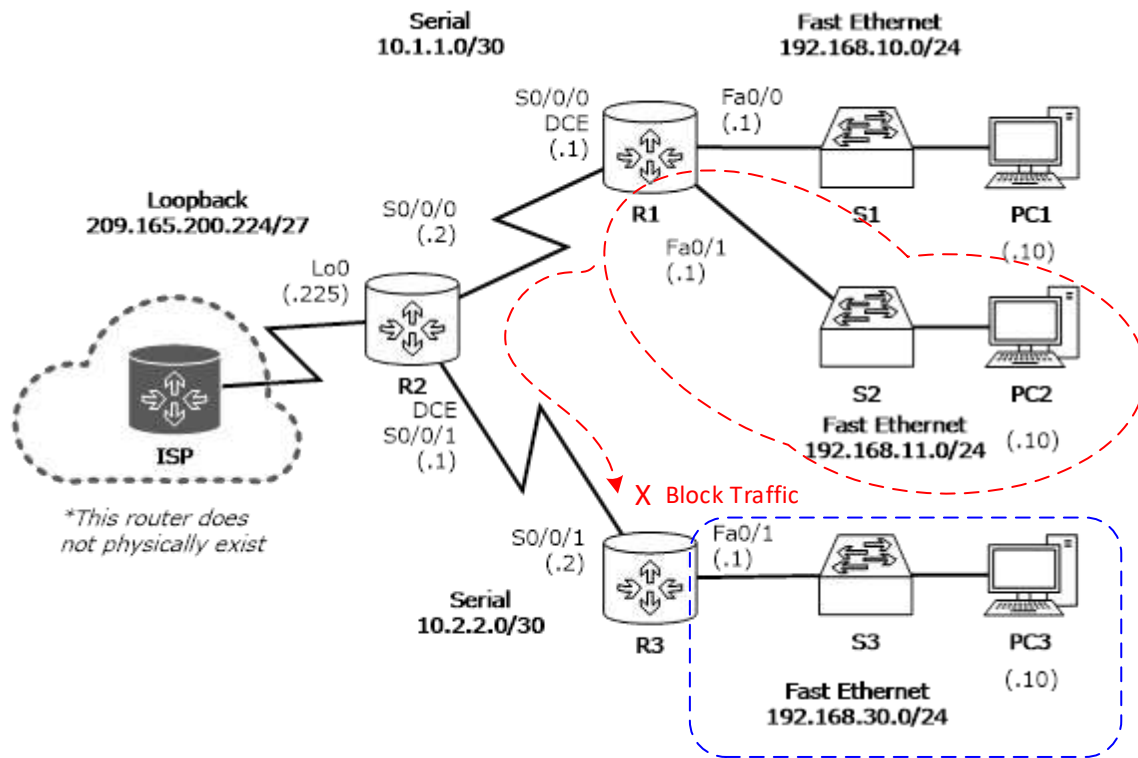 Serial
10.1.1.0/30
Fast Ethernet
192.168.10.0/24
S0/0/0
DCE
(.1)
Fa0/0
(.1)
R1
S1
PC1
(.10)
Loopback
209.165.200.224/27
S0/0/0
(.2)
Fa0/1
(.1)
Lo0
(.225)
R2
DCE
S0/0/1
(.1)
ISP
*This router does
not physically exist
S2
PC2
(.10)
Fast Ethernet
192.168.11.0/24
X Block Traffic
S0/0/1
(.2)
Fa0/1
(.1)
Serial
10.2.2.0/30
R3
S3
PC3
(.10)
Fast Ethernet
192.168.30.0/24